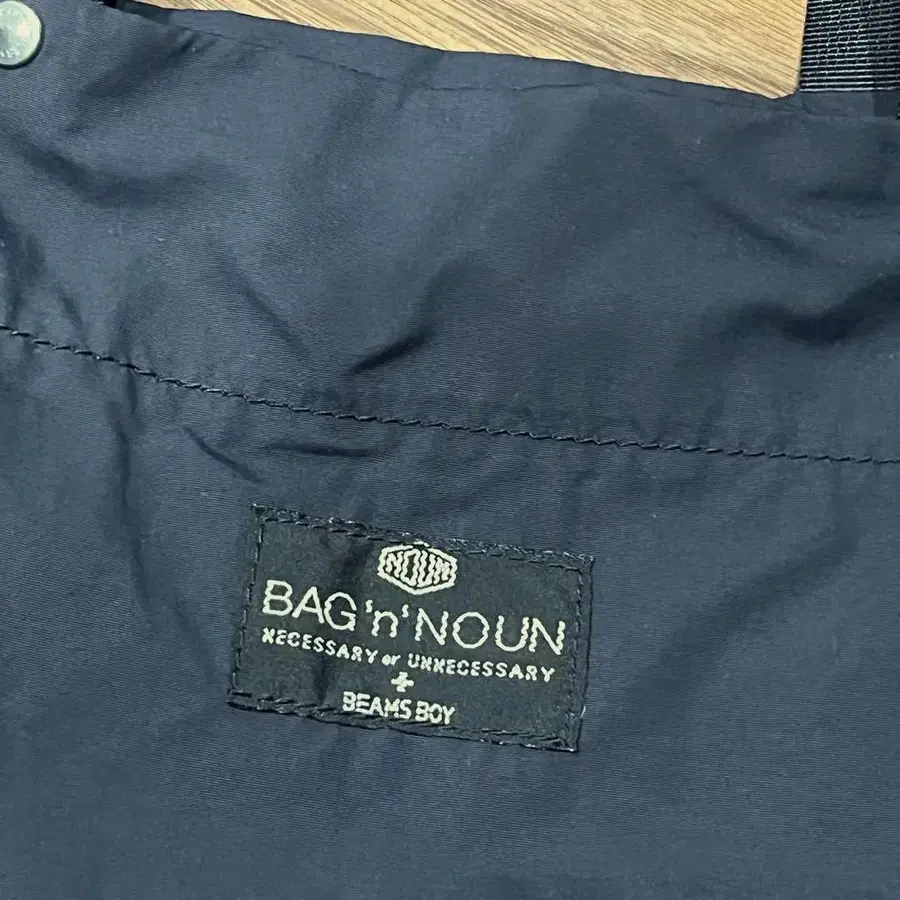 NOUN
BAG'n'NOUN
NECESSARY or UNNECESSARY
+
BEAMS BOY